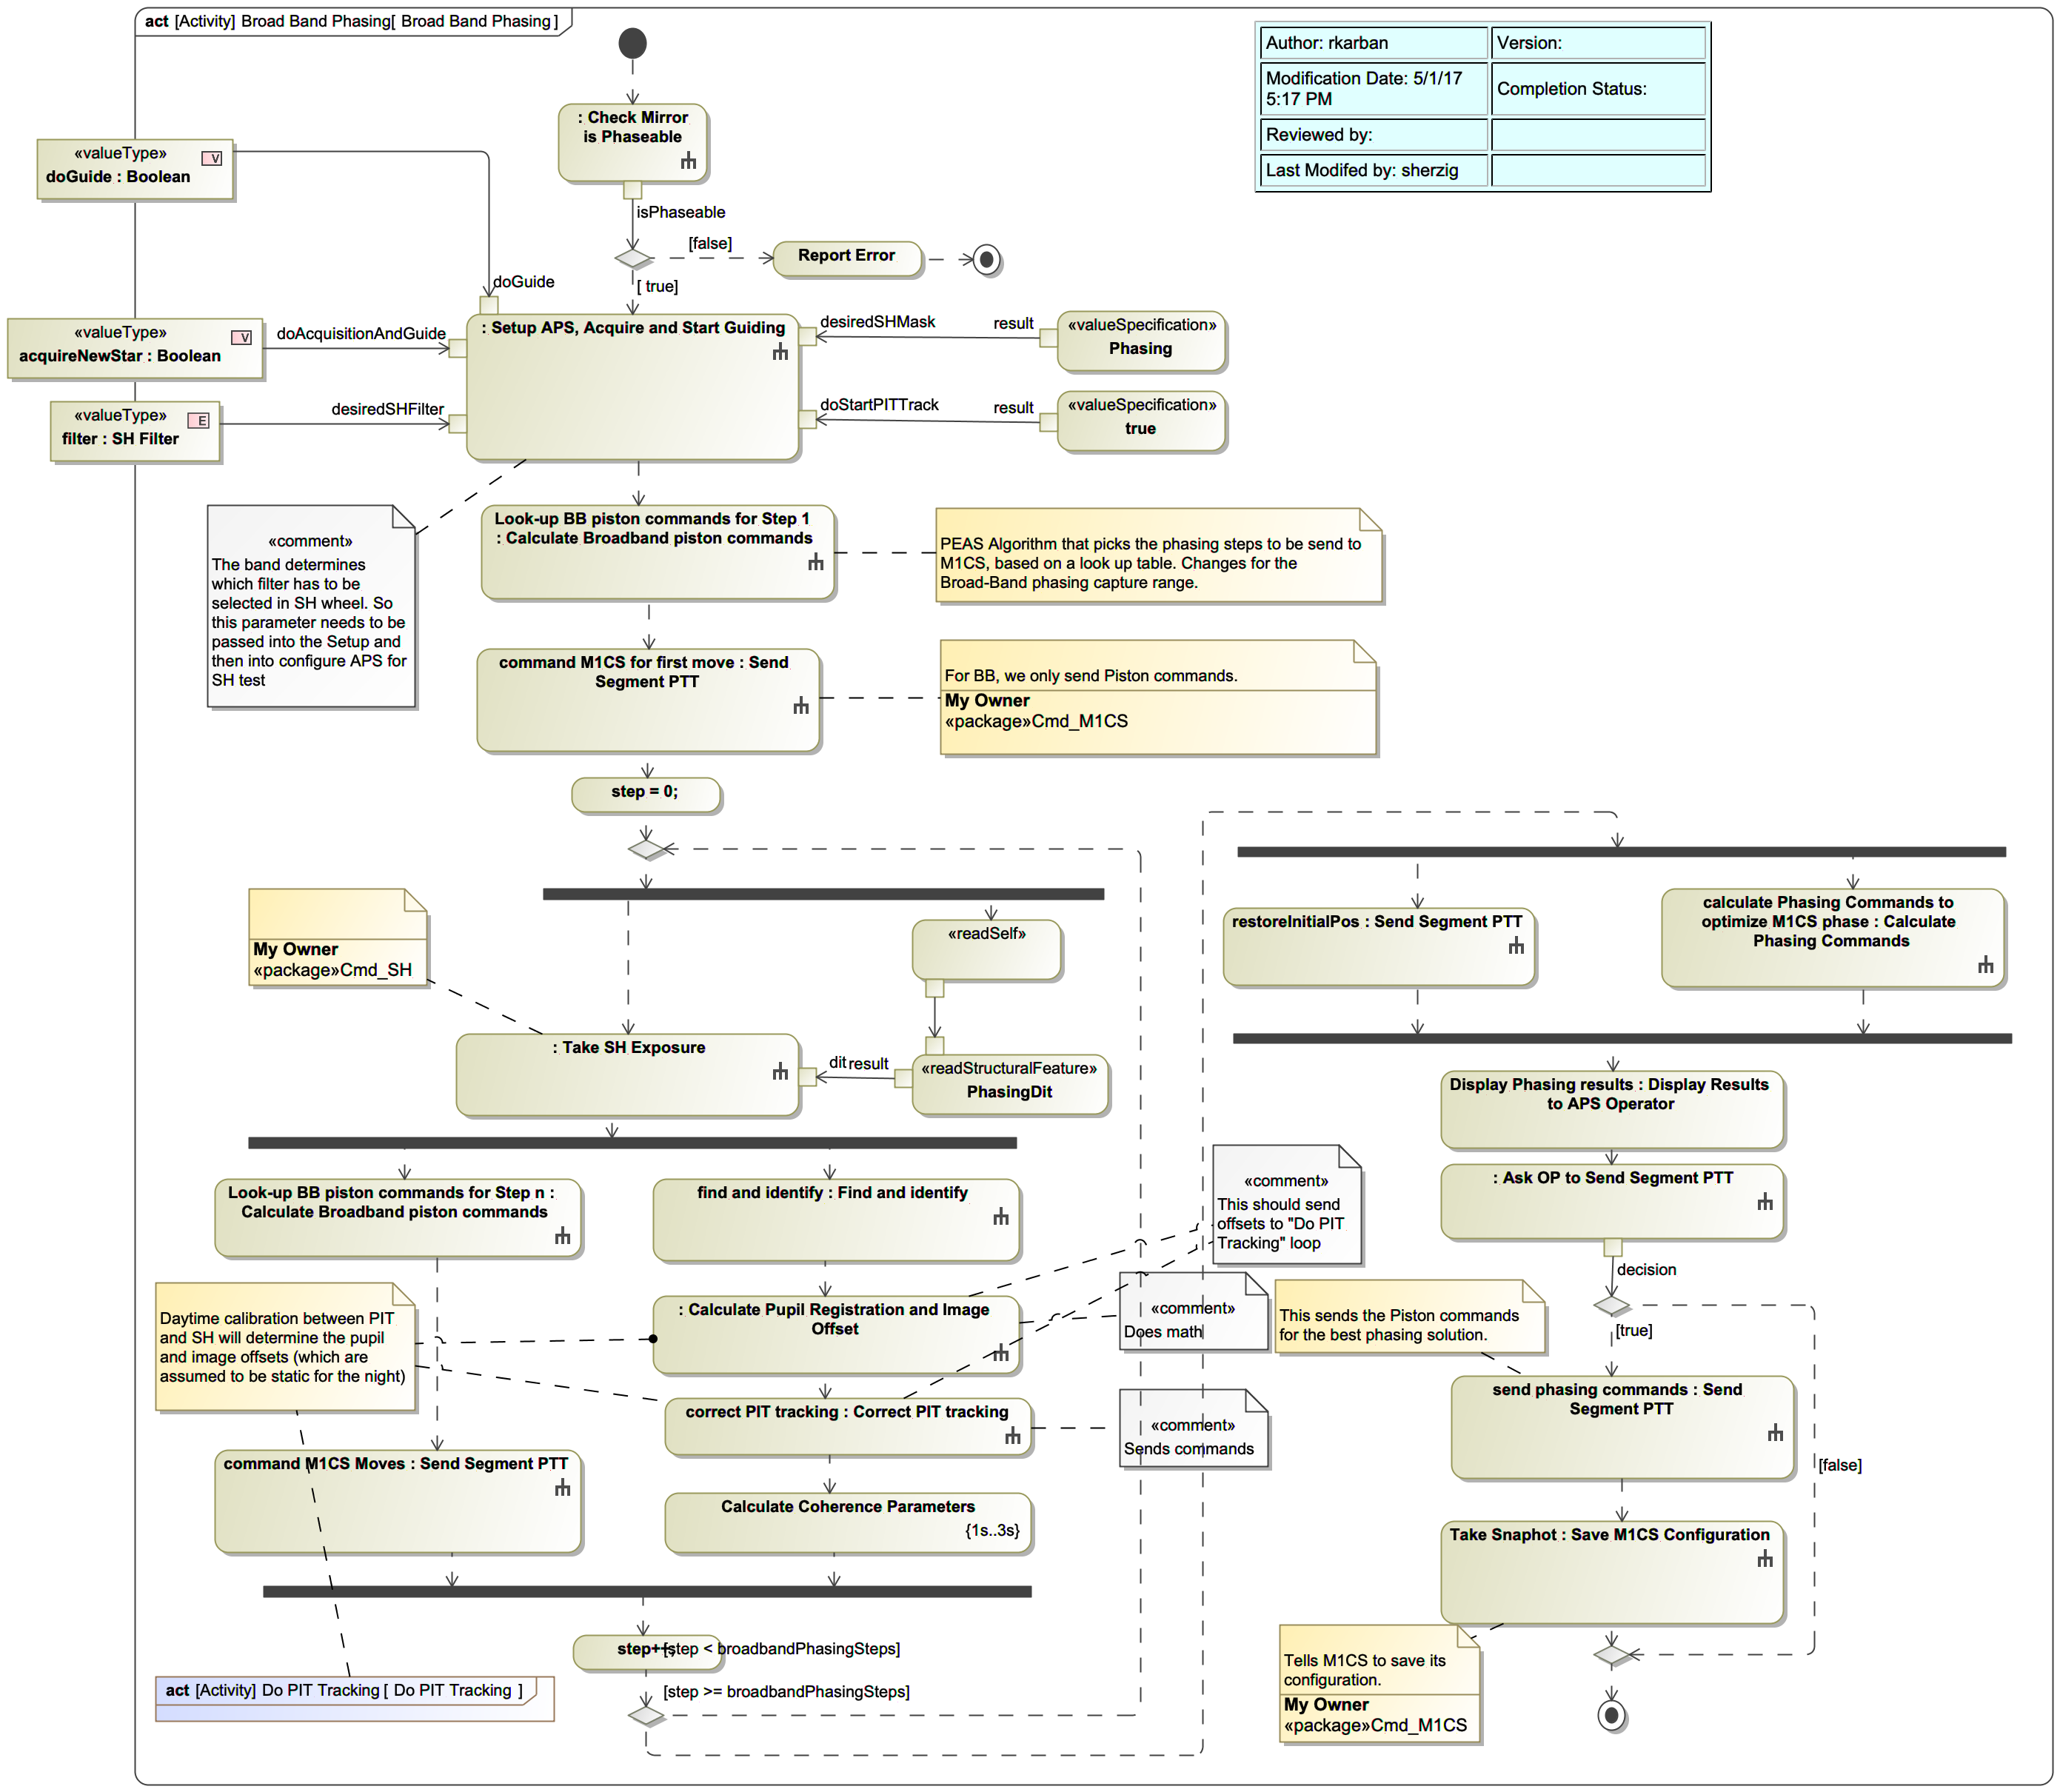 act [Activity] Broad Band Phasing[ Broad Band Phasing ]
Author: rkarban
Version:
Modification Date: 5/1/17
5:17 PM
Completion Status:
Reviewed by:
Last Modifed by: sherzig
: Check Mirror
is Phaseable
isPhaseable
[false]
Report Error
[ true]
«valueType»
V
doGuide : Boolean
doGuide
«valueType»
V
acquireNewStar : Boolean
doAcquisitionAndGuide
«valueType»
E
filter : SH Filter
desiredSHFilter
: Setup APS, Acquire and Start Guiding
desiredSHMask
result
«valueSpecification»
Phasing
doStartPITTrack
result
«valueSpecification»
true
«comment»
The band determines
which filter has to be
selected in SH wheel. So
this parameter needs to be
passed into the Setup and
then into configure APS for
SH test
Look-up BB piston commands for Step 1
: Calculate Broadband piston commands
PEAS Algorithm that picks the phasing steps to be send to
M1CS, based on a look up table. Changes for the
Broad-Band phasing capture range.
command M1CS for first move : Send
Segment PTT
For BB, we only send Piston commands.
My Owner
«package»Cmd_M1CS
step = 0;
My Owner
«package»Cmd_SH
«readSelf»
: Take SH Exposure
dit
result
«readStructuralFeature»
PhasingDit
Look-up BB piston commands for Step n :
Calculate Broadband piston commands
find and identify : Find and identify
: Calculate Pupil Registration and Image
Offset
Daytime calibration between PIT
and SH will determine the pupil
and image offsets (which are
assumed to be static for the night)
correct PIT tracking : Correct PIT tracking
command M1CS Moves : Send Segment PTT
Calculate Coherence Parameters
{1s..3s}
«comment»
This should send
offsets to "Do PIT
Tracking" loop
«comment»
Does math
«comment»
Sends commands
step++;
[step < broadbandPhasingSteps]
[step >= broadbandPhasingSteps]
act [Activity] Do PIT Tracking [ Do PIT Tracking ]
restoreInitialPos : Send Segment PTT
calculate Phasing Commands to
optimize M1CS phase : Calculate
Phasing Commands
Display Phasing results : Display Results
to APS Operator
: Ask OP to Send Segment PTT
decision
This sends the Piston commands
for the best phasing solution.
[true]
send phasing commands : Send
Segment PTT
[false]
Take Snaphot : Save M1CS Configuration
Tells M1CS to save its
configuration.
My Owner
«package»Cmd_M1CS